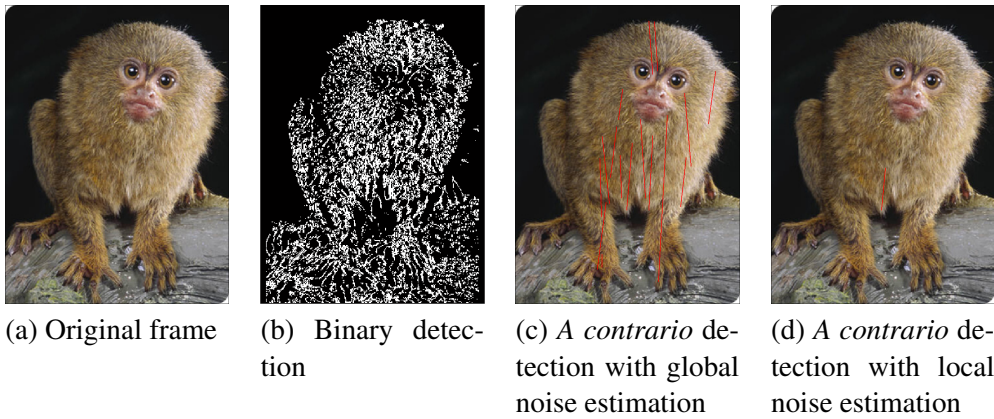 (a) Original frame
(b) Binary detec-
tion
(c) A contrario de-
tection with global
noise estimation
(d) A contrario de-
tection with local
noise estimation